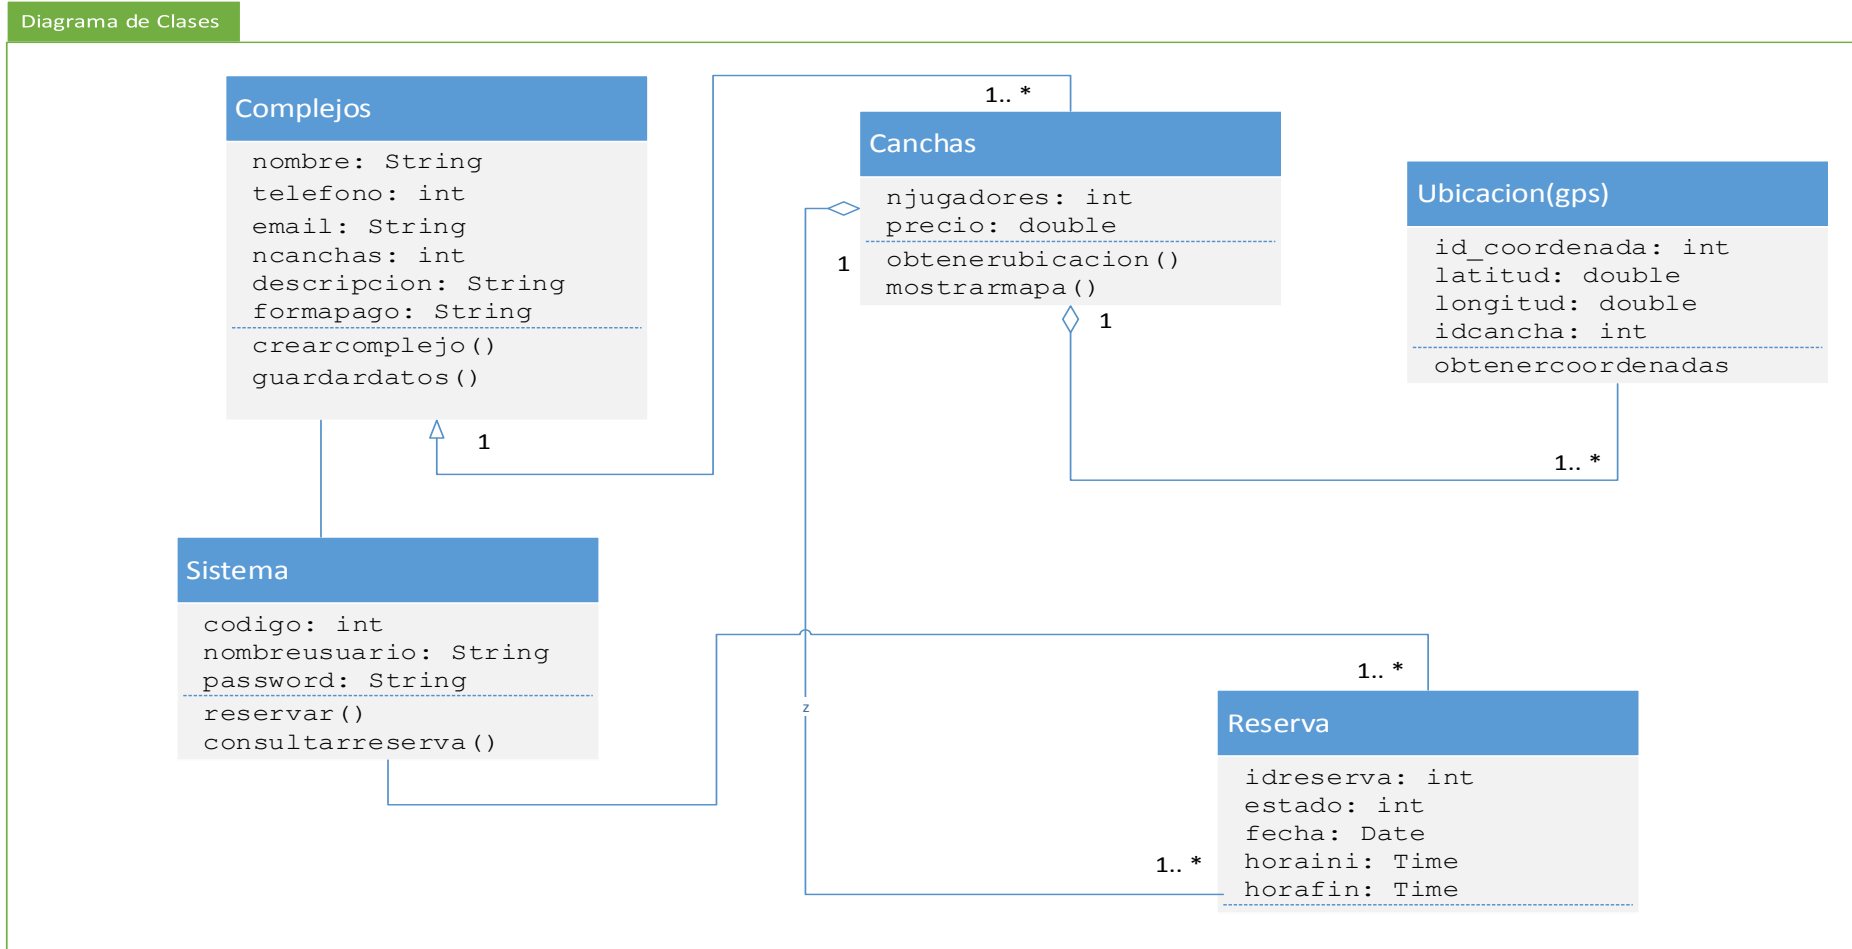 Diagrama de Clases
Complejos
nombre: String
telefono: int
email: String
ncanchas: int
descripcion: String
formapago: String
crearcomplejo()
guardardatos()
1
1.. *
Canchas
njugadores: int
precio: double
obtenerubicacion()
mostrarmapa()
1
1
Ubicacion(gps)
id_coordenada: int
latitud: double
longitud: double
idcancha: int
obtenercoordenadas
1.. *
Sistema
codigo: int
nombreusuario: String
password: String
reservar()
consultarreserva()
z
1.. *
Reserva
idreserva: int
estado: int
fecha: Date
horaini: Time
horafin: Time
1.. *